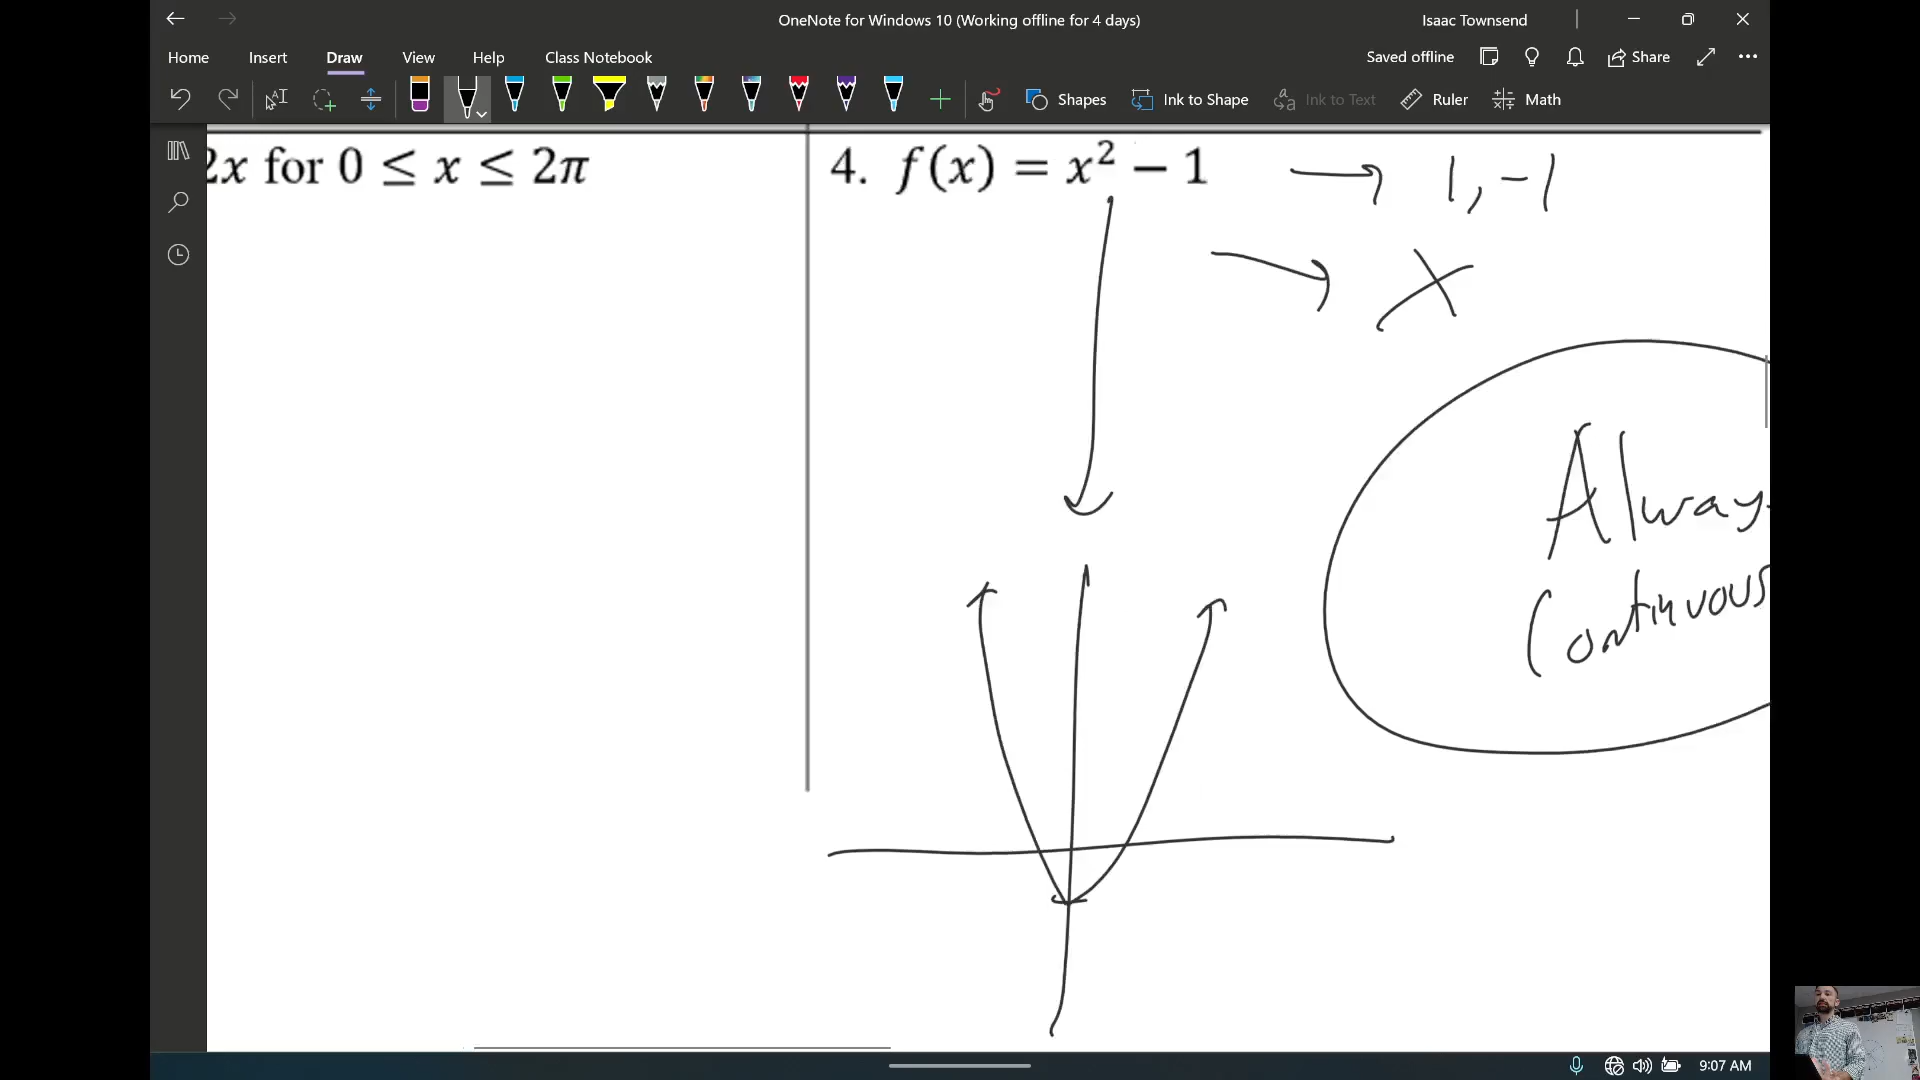 OneNote for Windows 10 (Working offline for 4 days)
Isaac Townsend
Home Insert Draw View Help Class Notebook
Saved offline
Share
Shapes Ink to Shape Ink to Text Ruler Math
2x for 0 ≤ x ≤ 2π
4. f(x) = x² − 1 → 1, -1
→ x
Always
Continuous
9:07 AM